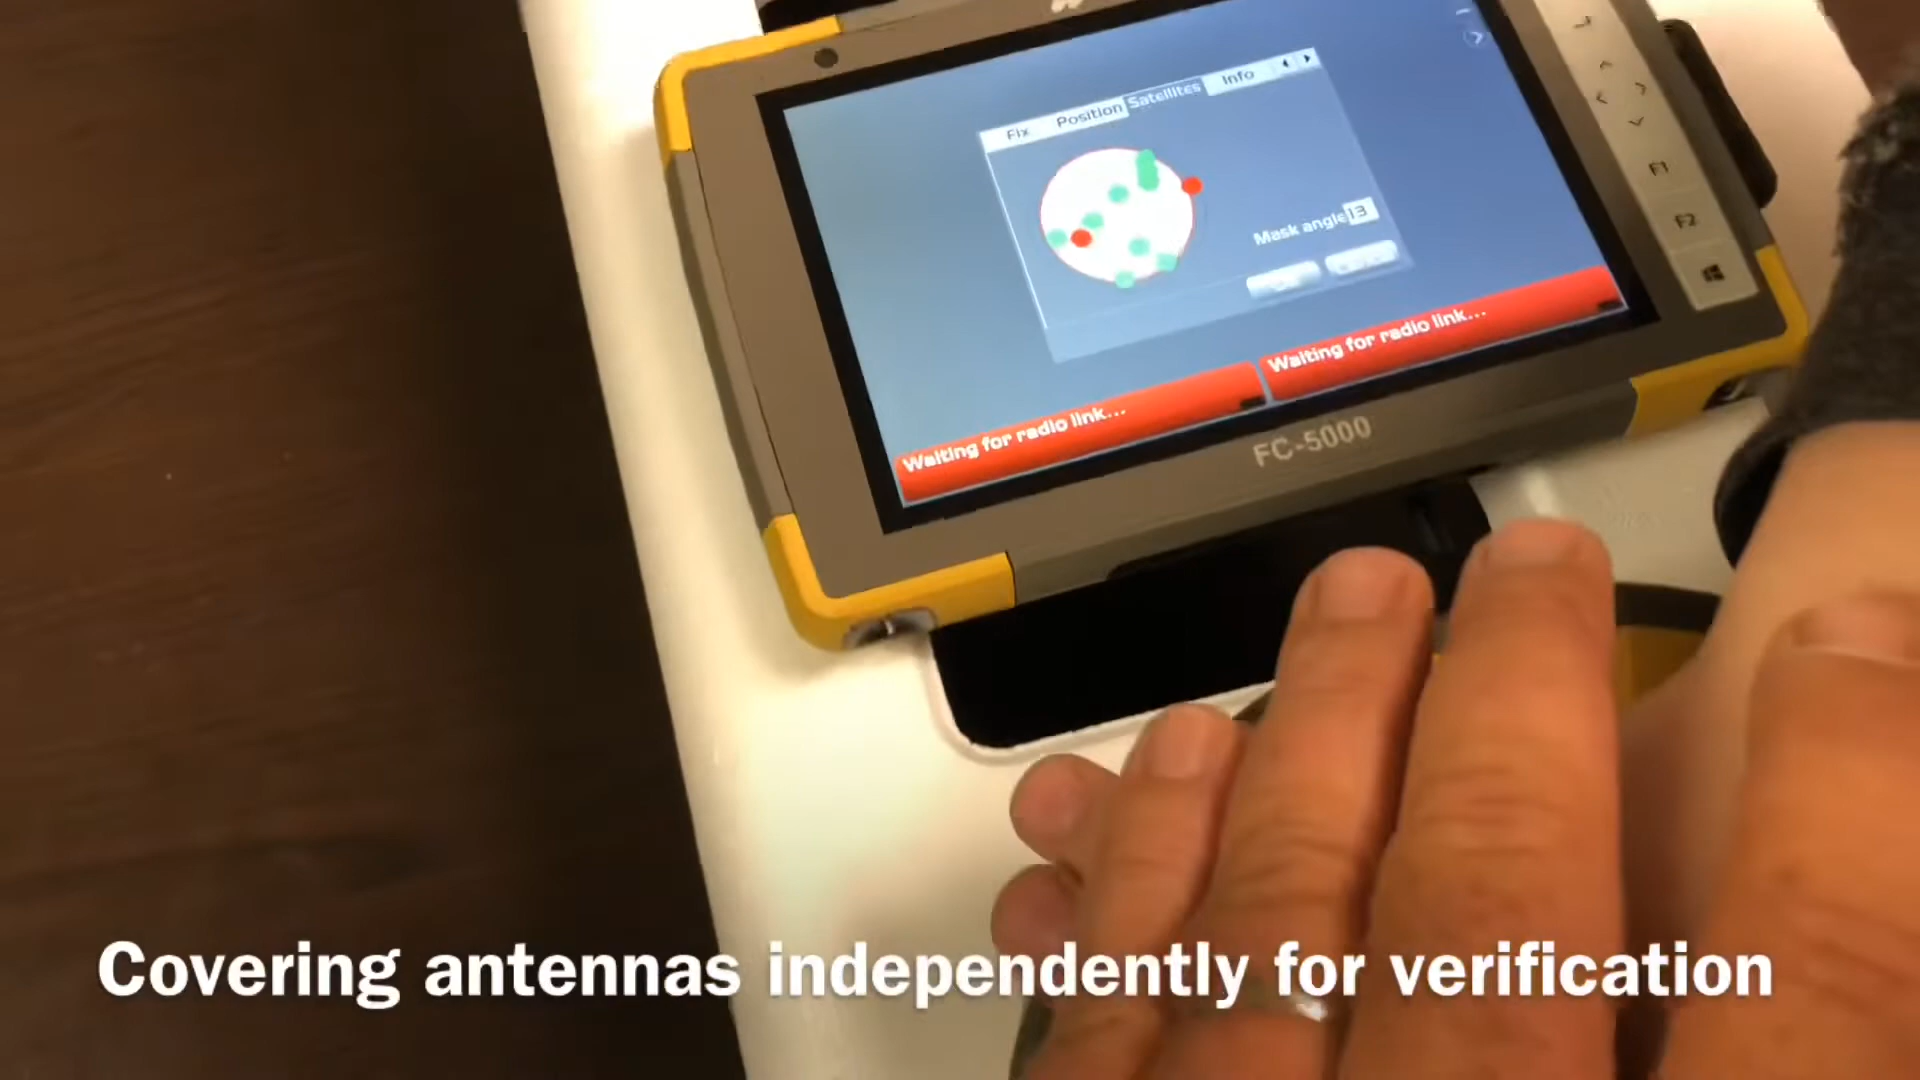 Fix Position Satellites Info
Mask angle 13
Waiting for radio link...
Waiting for radio link...
FC-5000
F1
F2
Covering antennas independently for verification